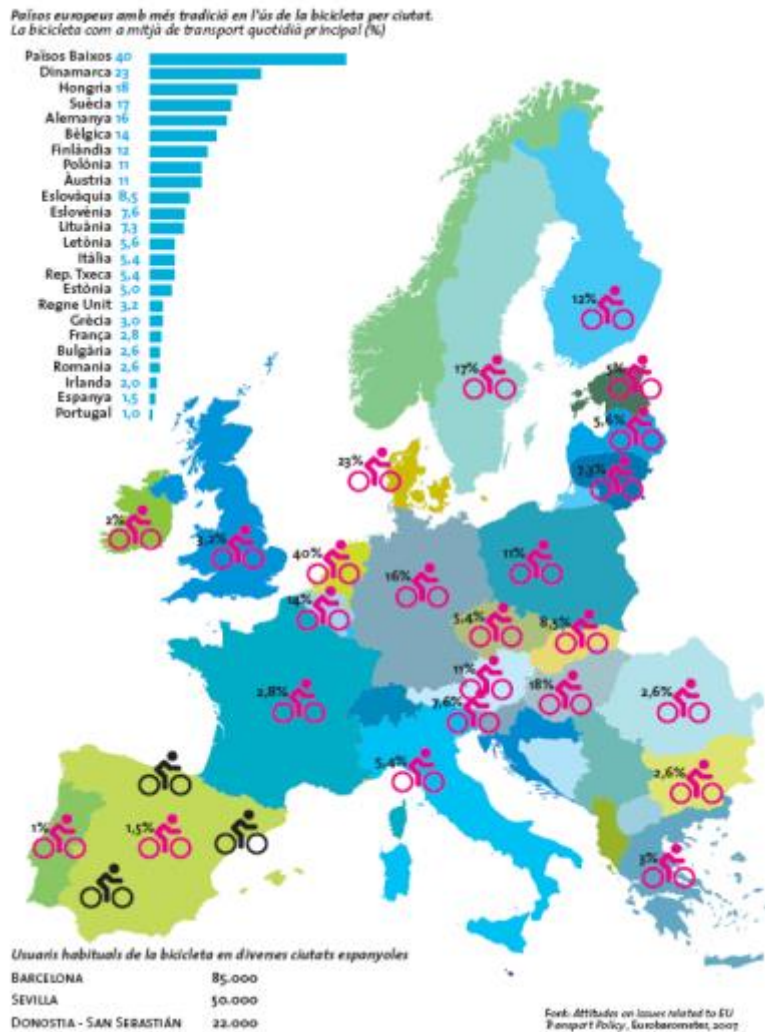 Països europeus amb més tradició en l'ús de la bicicleta per ciutat.
La bicicleta com a mitjà de transport quotidià principal (%)
Països Baixos 40
Dinamarca 23
Hongria 18
Suècia 17
Alemanya 16
Bèlgica 14
Finlàndia 12
Polònia 11
Àustria 11
Eslovàquia 8,5
Eslovènia 7,6
Lituània 7,3
Letònia 5,6
Itàlia 5,4
Rep. Txeca 5,4
Estònia 5,0
Regne Unit 3,2
Grècia 3,0
França 2,8
Bulgària 2,6
Romania 2,6
Irlanda 2,0
Espanya 1,5
Portugal 1,0
12%
17%
5%
5,6%
7,3%
23%
2%
3,2%
40%
16%
11%
14%
5,4%
8,5%
11%
2,8%
7,6%
18%
2,6%
5,4%
2,6%
1%
1,5%
3%
Usuaris habituals de la bicicleta en diverses ciutats espanyoles
BARCELONA 85.000
SEVILLA 50.000
DONOSTIA - SAN SEBASTIÁN 22.000
Font: Attitudes on issues related to EU
Transport Policy, Eurobarometer, 2007